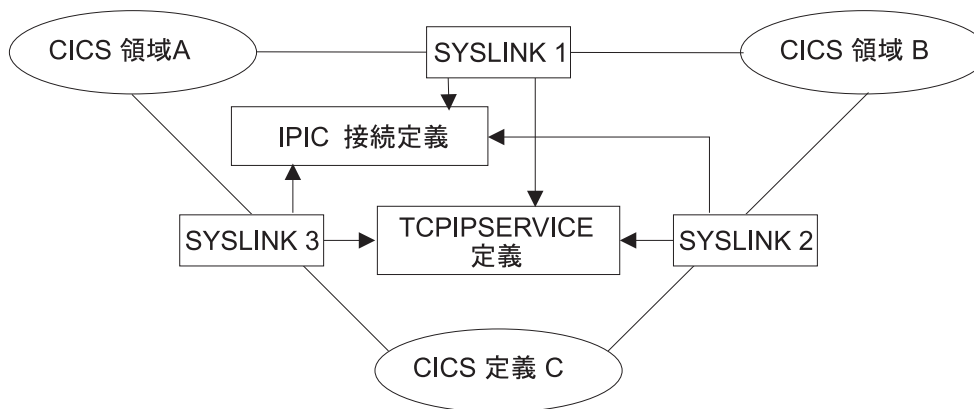 CICS 領域A
SYSLINK 1
CICS 領域 B
IPIC 接続定義
SYSLINK 3
TCPIPSERVICE
定義
SYSLINK 2
CICS 定義 C